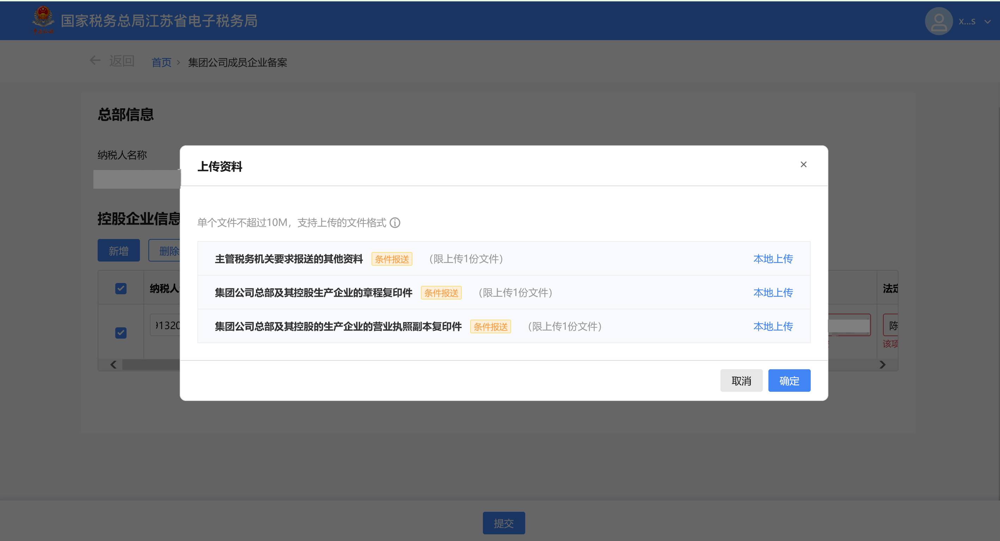 国家税务总局江苏省电子税务局
x...s
返回 首页 › 集团公司成员企业备案
总部信息
纳税人名称
控股企业信息
新增 删除
纳税人
法定
91320
陈
该项
上传资料
单个文件不超过10M，支持上传的文件格式
主管税务机关要求报送的其他资料 条件报送 （限上传1份文件） 本地上传
集团公司总部及其控股生产企业的章程复印件 条件报送 （限上传1份文件） 本地上传
集团公司总部及其控股的生产企业的营业执照副本复印件 条件报送 （限上传1份文件） 本地上传
取消 确定
提交